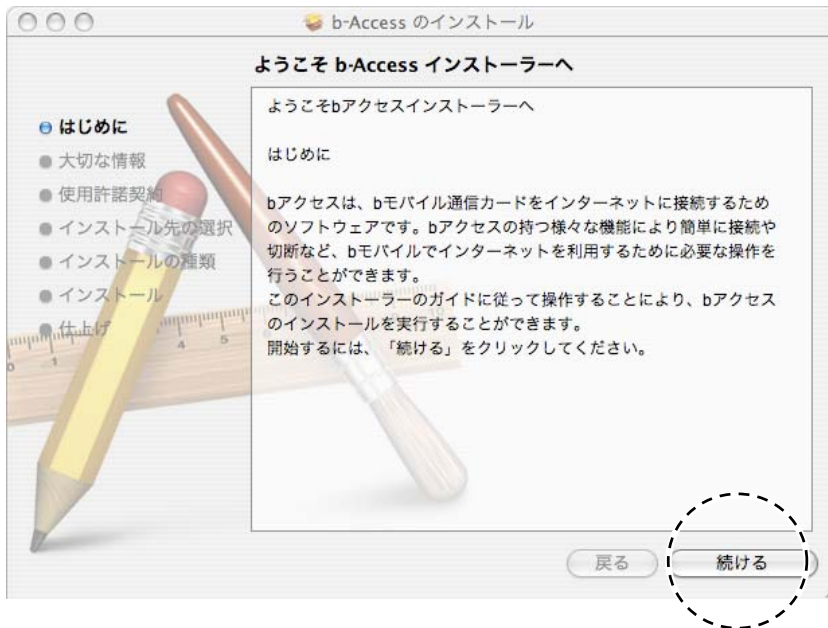 b-Access のインストール
ようこそ b-Access インストーラーへ
はじめに
大切な情報
使用許諾契約
インストール先の選択
インストールの種類
インストール
仕上げ
ようこそbアクセスインストーラーへ
はじめに
bアクセスは、bモバイル通信カードをインターネットに接続するため
のソフトウェアです。bアクセスの持つ様々な機能により簡単に接続や
切断など、bモバイルでインターネットを利用するために必要な操作を
行うことができます。
このインストーラーのガイドに従って操作することにより、bアクセス
のインストールを実行することができます。
開始するには、「続ける」をクリックしてください。
0 1 4 5
戻る
続ける